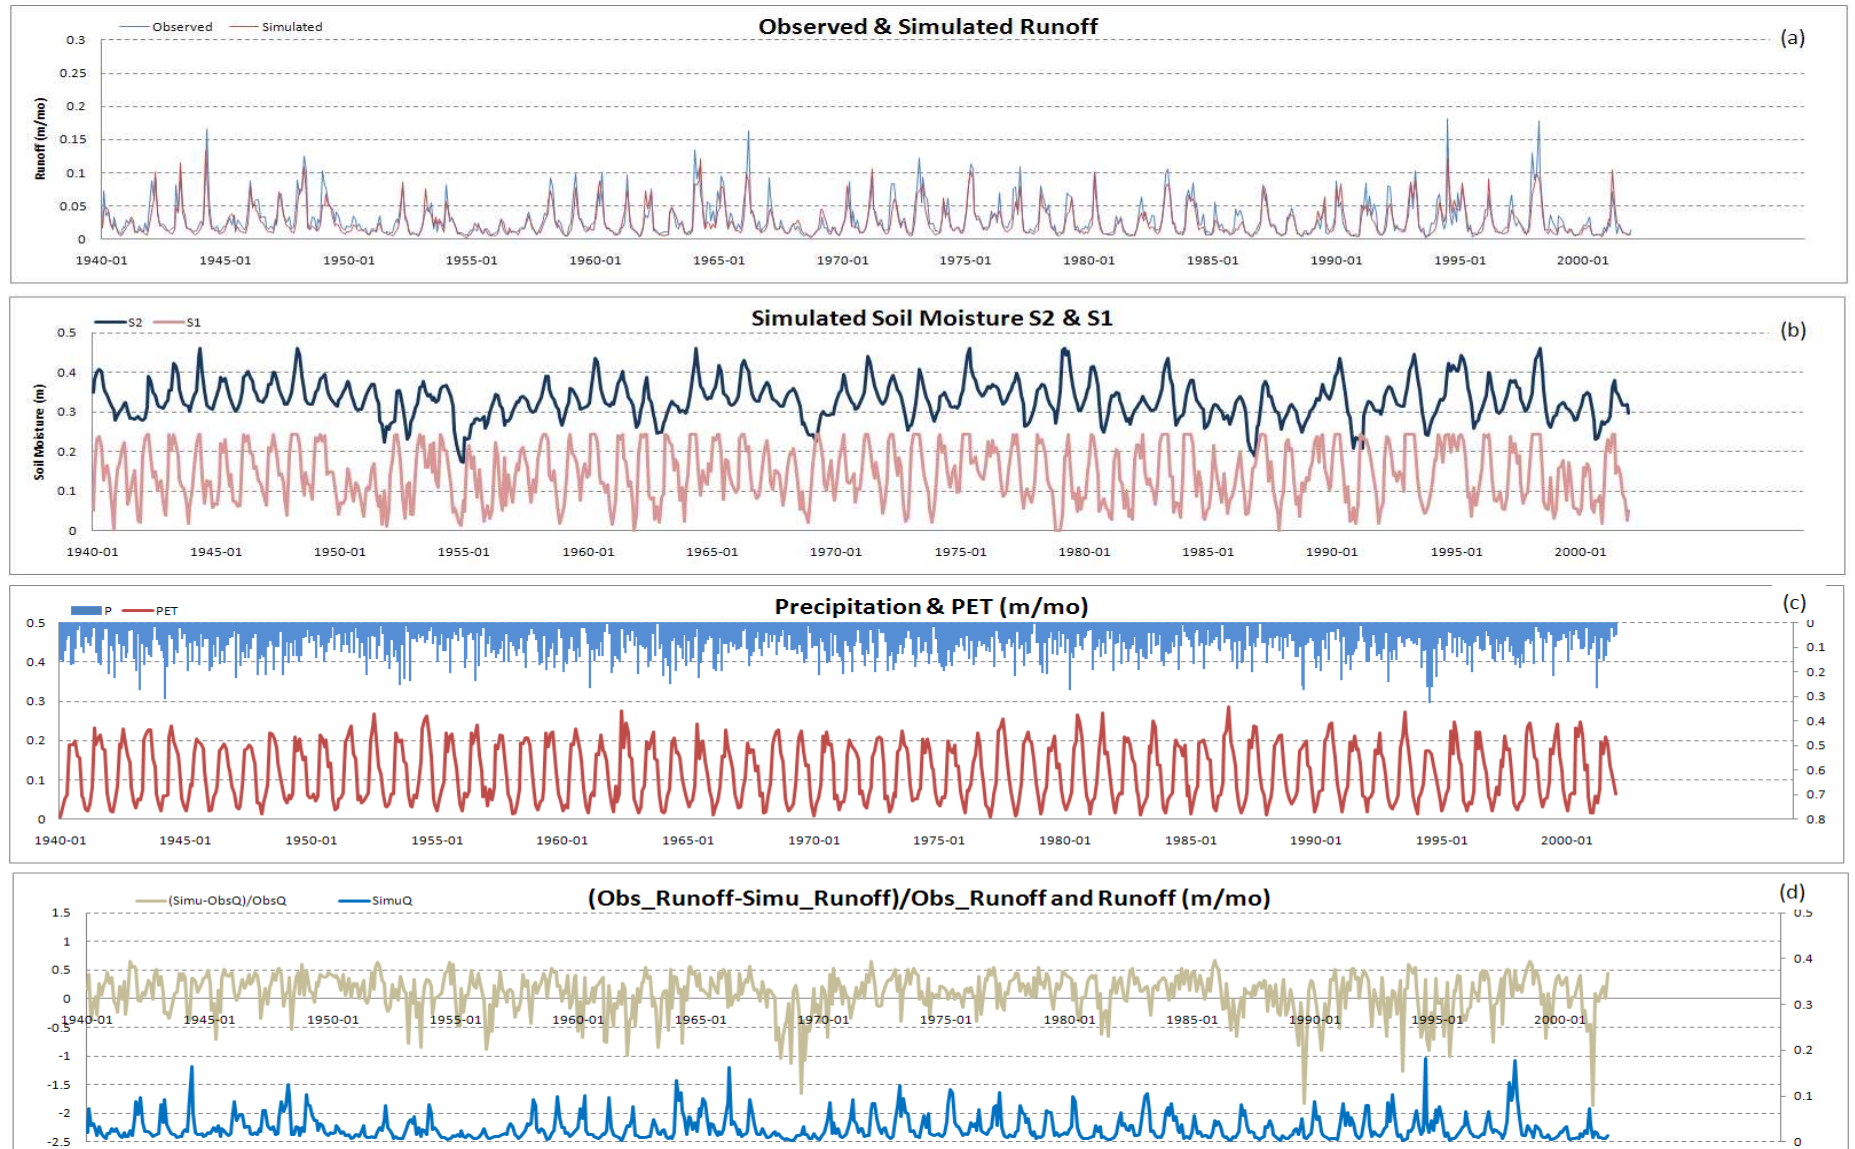 Observed & Simulated Runoff
(a)
Observed
Simulated
Runoff (m/mo)
0.3
0.25
0.2
0.15
0.1
0.05
0
1940-01 1945-01 1950-01 1955-01 1960-01 1965-01 1970-01 1975-01 1980-01 1985-01 1990-01 1995-01 2000-01
Simulated Soil Moisture S2 & S1
(b)
S2
S1
Soil Moisture (m)
0.5
0.4
0.3
0.2
0.1
0
1940-01 1945-01 1950-01 1955-01 1960-01 1965-01 1970-01 1975-01 1980-01 1985-01 1990-01 1995-01 2000-01
Precipitation & PET (m/mo)
(c)
P
PET
0.5
0.4
0.3
0.2
0.1
0
0
0.1
0.2
0.3
0.4
0.5
0.6
0.7
0.8
1940-01 1945-01 1950-01 1955-01 1960-01 1965-01 1970-01 1975-01 1980-01 1985-01 1990-01 1995-01 2000-01
(Obs_Runoff-Simu_Runoff)/Obs_Runoff and Runoff (m/mo)
(d)
(Simu-ObsQ)/ObsQ
SimuQ
1.5
1
0.5
0
-0.5
-1
-1.5
-2
-2.5
0.5
0.4
0.3
0.2
0.1
0
1940-01 1945-01 1950-01 1955-01 1960-01 1965-01 1970-01 1975-01 1980-01 1985-01 1990-01 1995-01 2000-01